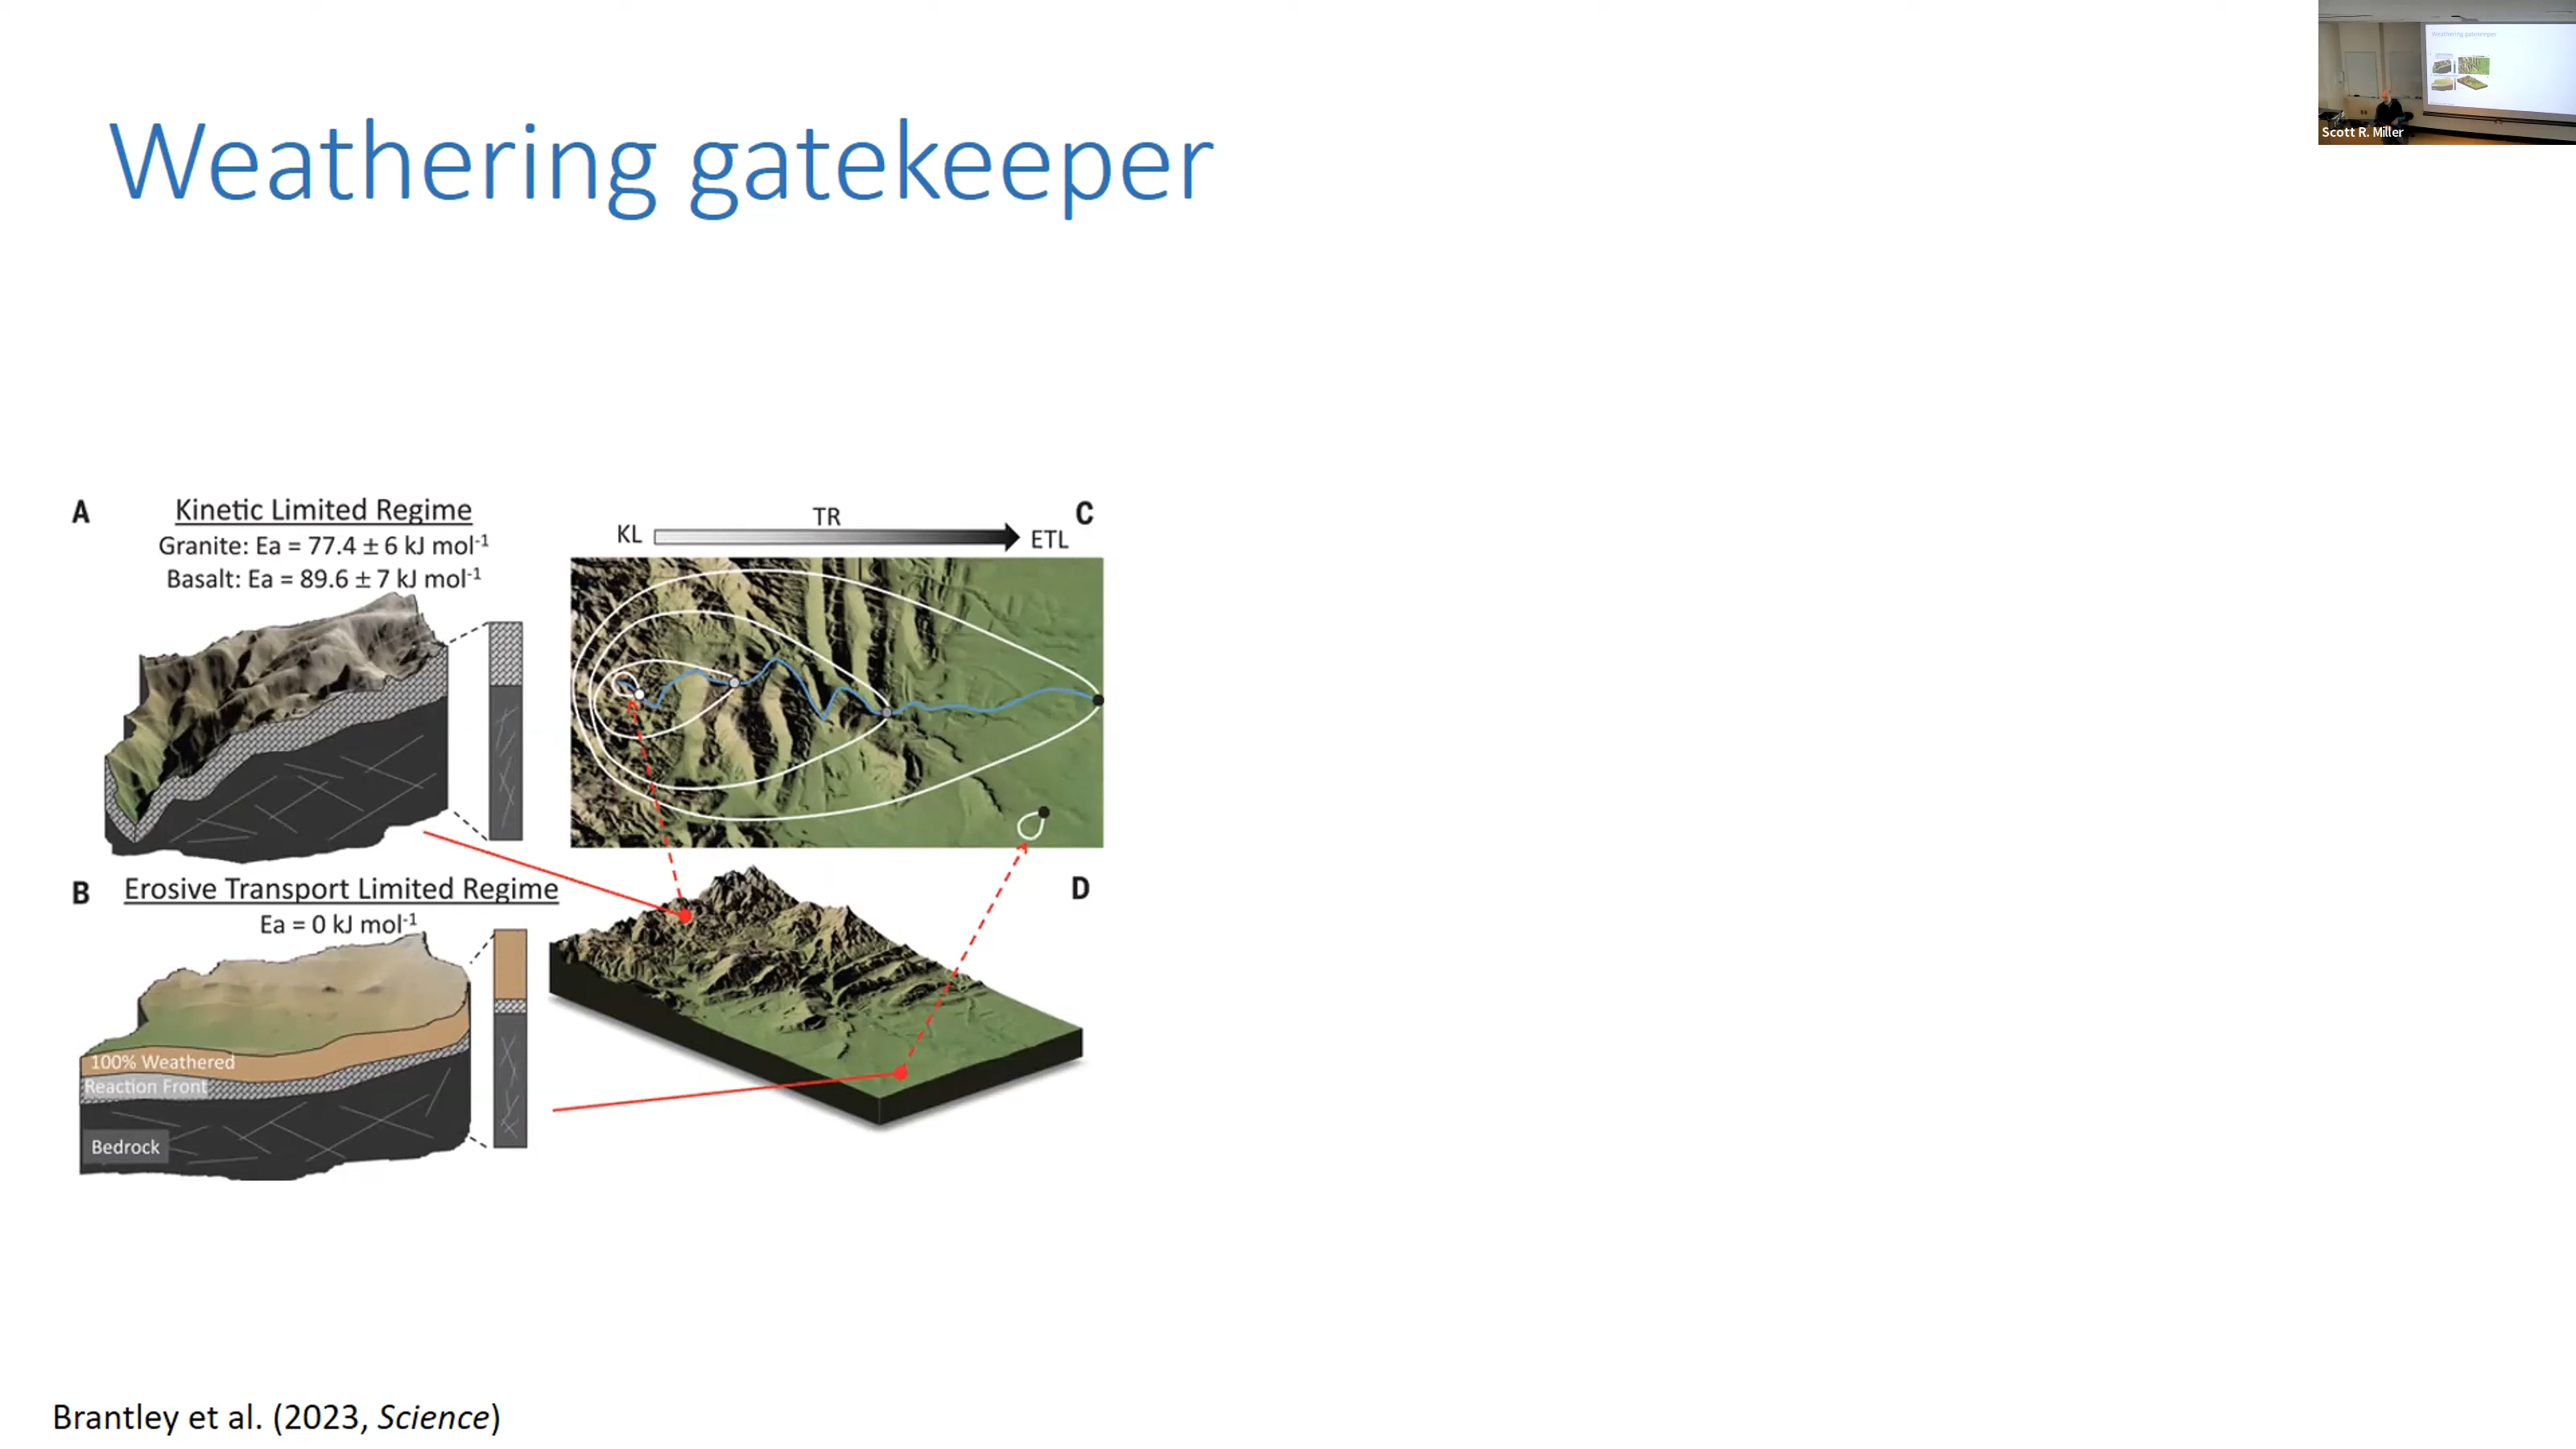 Weathering gatekeeper
Weathering gatekeeper
Scott R. Miller
A
Kinetic Limited Regime
Granite: Ea = 77.4 ± 6 kJ mol⁻¹
Basalt: Ea = 89.6 ± 7 kJ mol⁻¹
KL
TR
ETL
C
B
Erosive Transport Limited Regime
Ea = 0 kJ mol⁻¹
100% Weathered
Reaction Front
Bedrock
D
Brantley et al. (2023, Science)